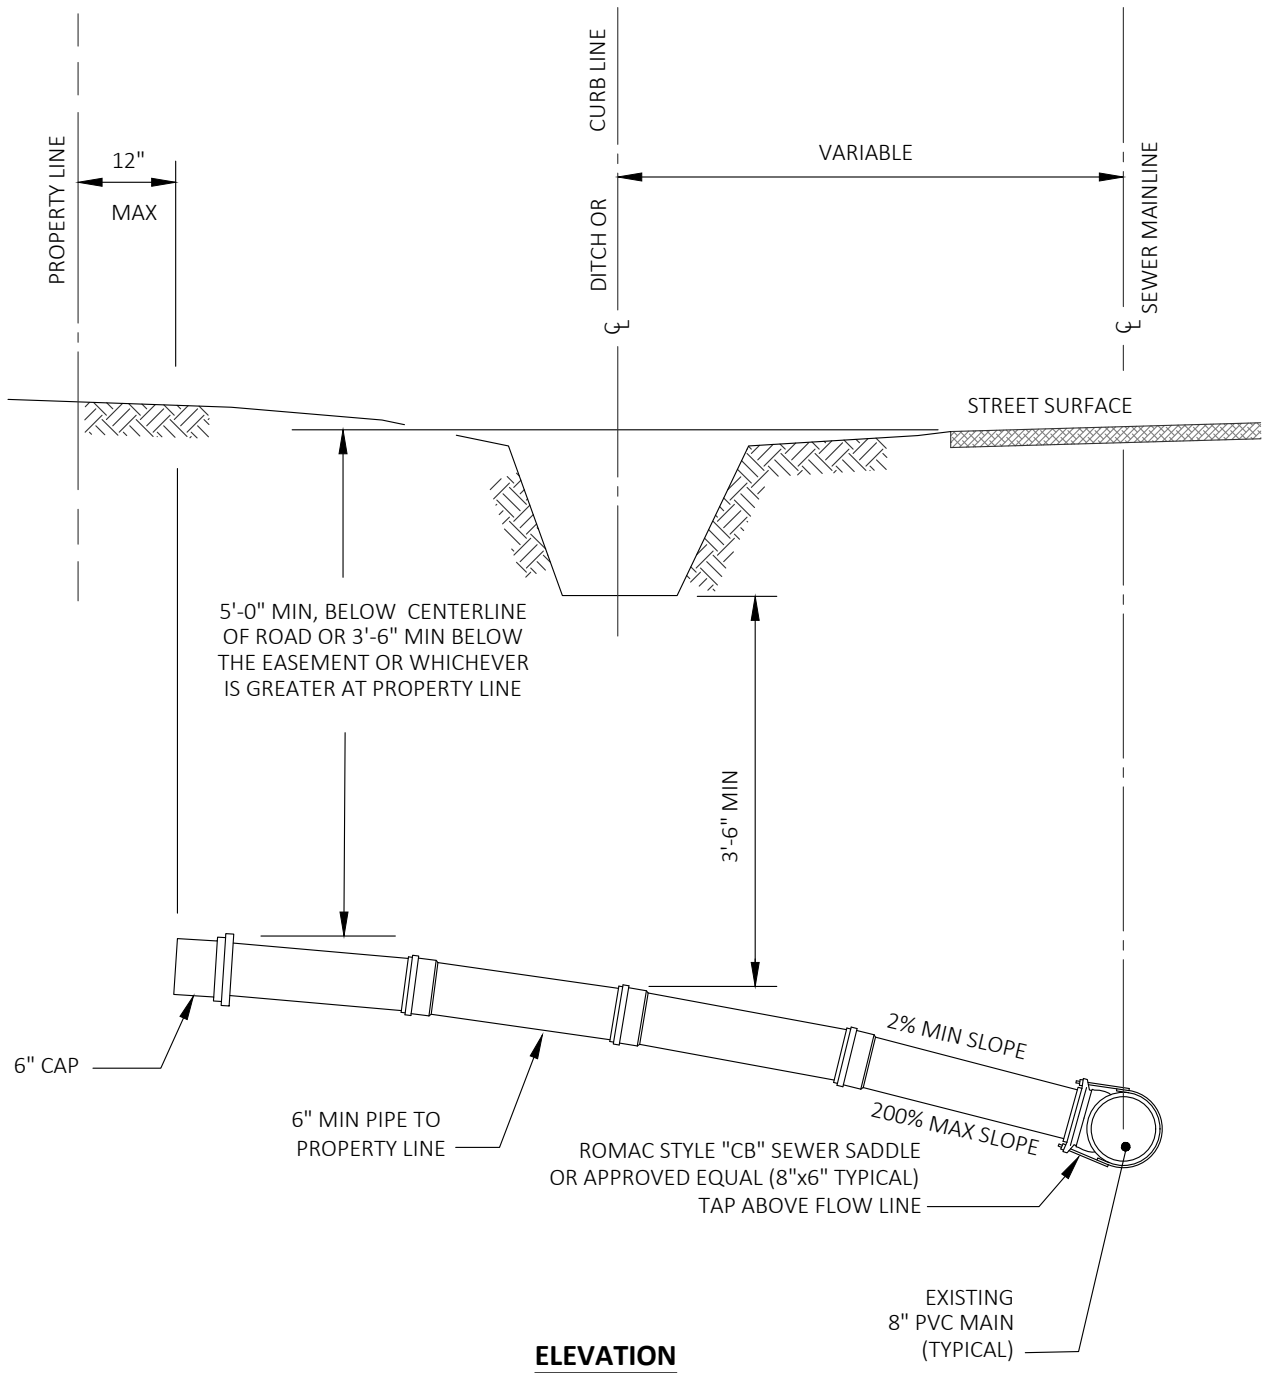 PROPERTY LINE
12"
MAX
DITCH OR
CURB LINE
VARIABLE
SEWER MAINLINE
CL
CL
STREET SURFACE
5'-0" MIN, BELOW CENTERLINE
OF ROAD OR 3'-6" MIN BELOW
THE EASEMENT OR WHICHEVER
IS GREATER AT PROPERTY LINE
3'-6" MIN
2% MIN SLOPE
200% MAX SLOPE
6" CAP
6" MIN PIPE TO
PROPERTY LINE
ROMAC STYLE "CB" SEWER SADDLE
OR APPROVED EQUAL (8"x6" TYPICAL)
TAP ABOVE FLOW LINE
EXISTING
8" PVC MAIN
(TYPICAL)
ELEVATION